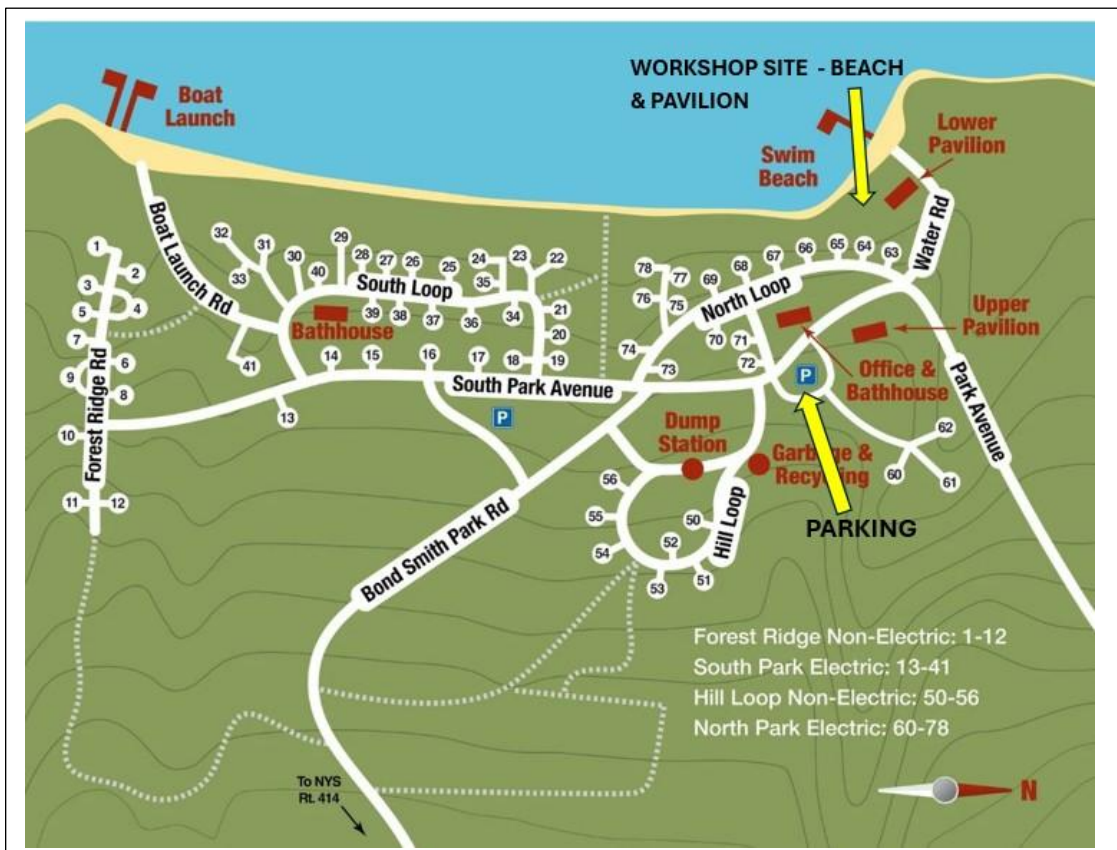 WORKSHOP SITE - BEACH
& PAVILION
Boat
Launch
Lower
Pavilion
Swim
Beach
Boat Launch Rd
Water Rd
1
2
3
4
5
6
7
8
9
10
11
12
Forest Ridge Rd
32
31
33
30
40
29
28
27
26
25
24
35
23
22
South Loop
Bathhouse
39
38
37
36
34
21
20
19
18
41
14
15
16
17
13
South Park Avenue
P
78
77
76
75
74
73
69
68
67
66
65
64
63
North Loop
70
71
72
Upper
Pavilion
Office &
Bathhouse
P
Park Avenue
Dump
Station
Garbage &
Recycling
62
60
61
PARKING
56
55
54
53
52
51
50
Hill Loop
Bond Smith Park Rd
Forest Ridge Non-Electric: 1-12
South Park Electric: 13-41
Hill Loop Non-Electric: 50-56
North Park Electric: 60-78
To NYS
Rt. 414
N